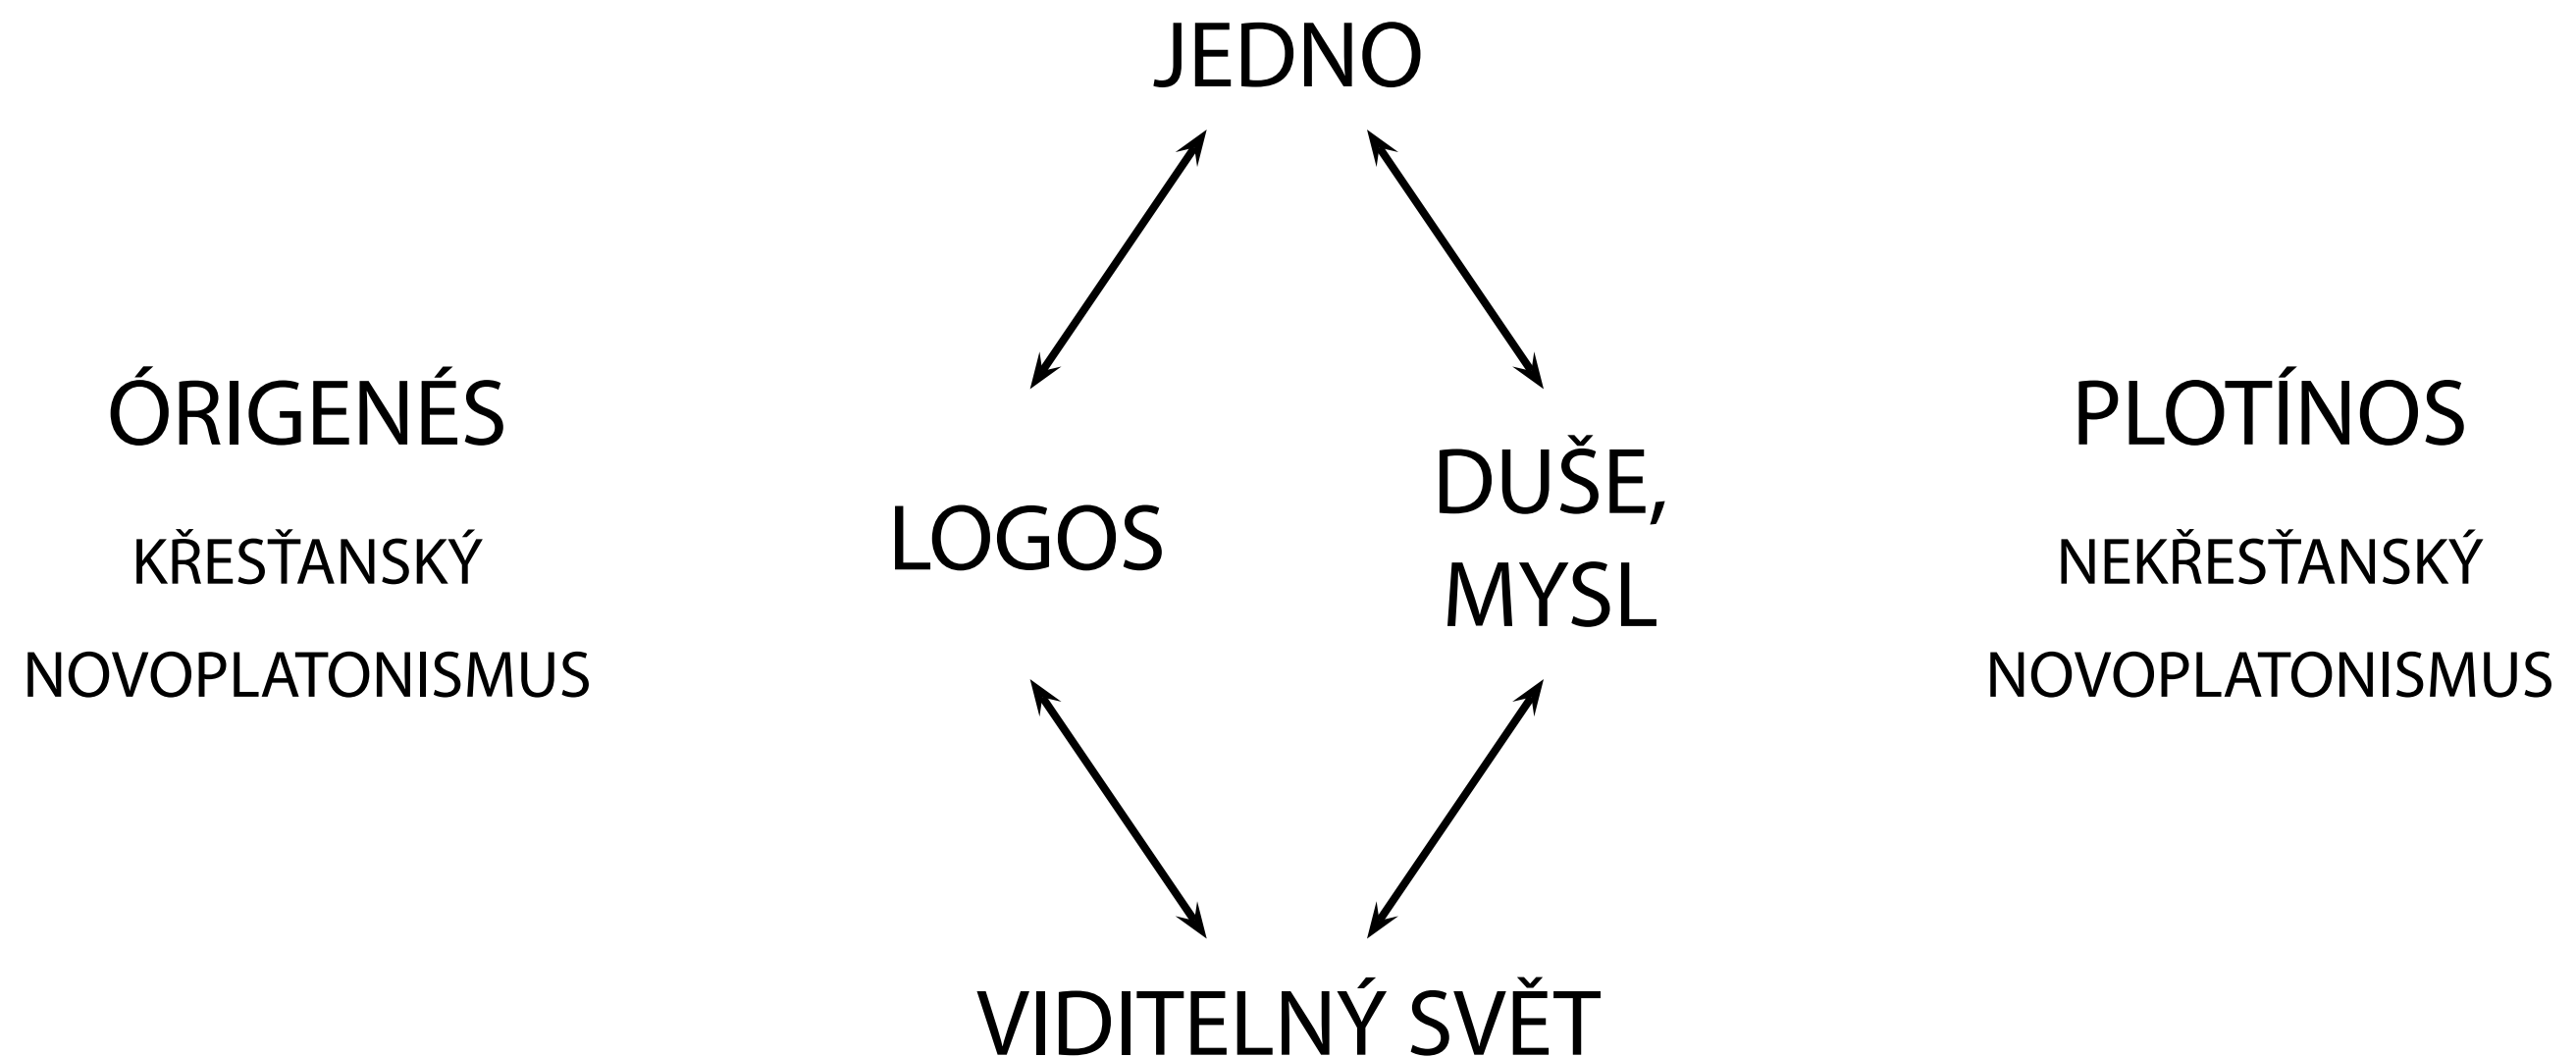 JEDNO
ÓRIGENÉS
KŘESŤANSKÝ
NOVOPLATONISMUS
LOGOS
DUŠE,
MYSL
PLOTÍNOS
NEKŘESŤANSKÝ
NOVOPLATONISMUS
VIDITELNÝ SVĚT